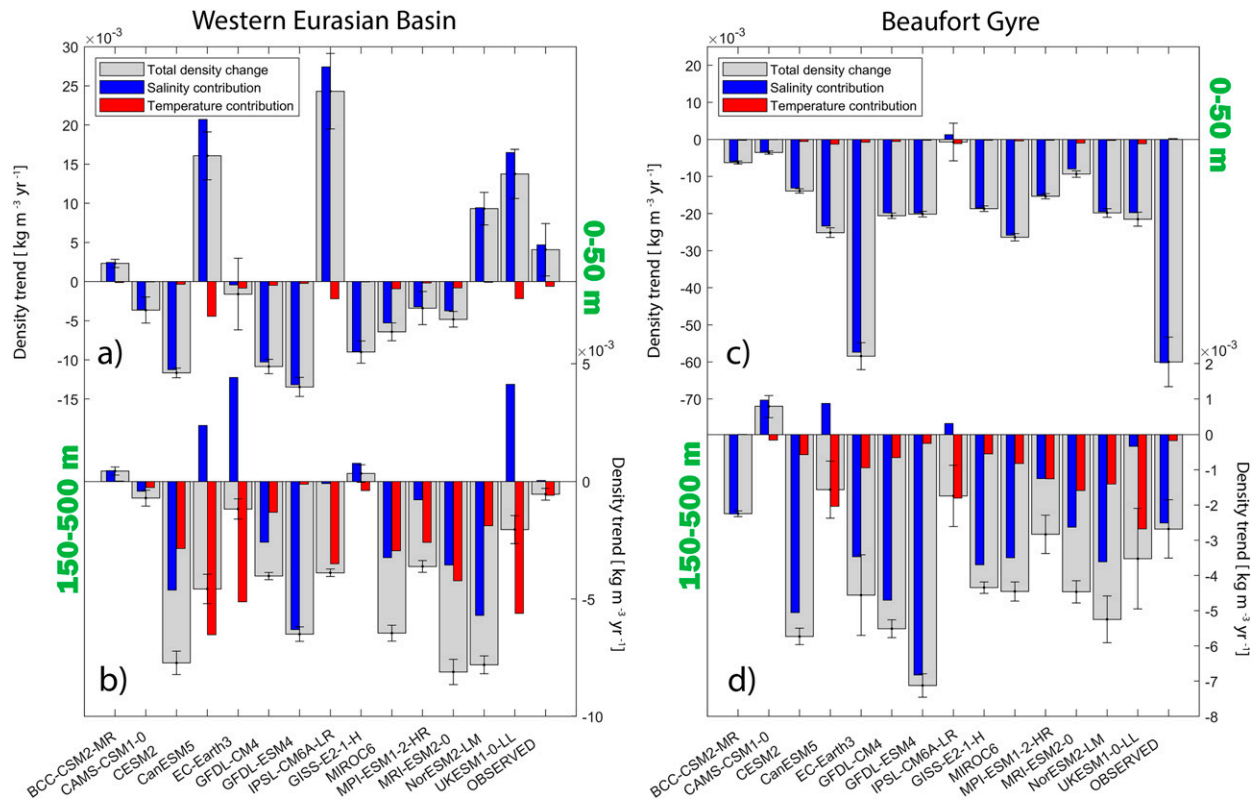 Western Eurasian Basin
Beaufort Gyre
×10⁻³
30
25
20
15
10
5
0
-5
-10
-15
Density trend [ kg m⁻³ yr⁻¹]
Total density change
Salinity contribution
Temperature contribution
a)
0-50 m
×10⁻³
20
10
0
-10
-20
-30
-40
-50
-60
-70
Density trend [ kg m⁻³ yr⁻¹]
Total density change
Salinity contribution
Temperature contribution
c)
0-50 m
150-500 m
b)
×10⁻³
5
0
-5
-10
Density trend [ kg m⁻³ yr⁻¹]
150-500 m
d)
×10⁻³
2
1
0
-1
-2
-3
-4
-5
-6
-7
-8
Density trend [ kg m⁻³ yr⁻¹]
BCC-CSM2-MR
CAMS-CSM1-0
CESM2
CanESM5
EC-Earth3
GFDL-CM4
GFDL-ESM4
IPSL-CM6A-LR
GISS-E2-1-H
MIROC6
MPI-ESM1-2-HR
MRI-ESM2-0
NorESM2-LM
UKESM1-0-LL
OBSERVED
BCC-CSM2-MR
CAMS-CSM1-0
CESM2
CanESM5
EC-Earth3
GFDL-CM4
GFDL-ESM4
IPSL-CM6A-LR
GISS-E2-1-H
MIROC6
MPI-ESM1-2-HR
MRI-ESM2-0
NorESM2-LM
UKESM1-0-LL
OBSERVED